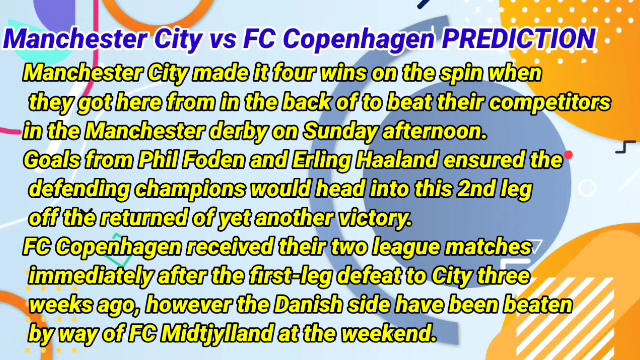 Manchester City vs FC Copenhagen PREDICTION
Manchester City made it four wins on the spin when
they got here from in the back of to beat their competitors
in the Manchester derby on Sunday afternoon.
Goals from Phil Foden and Erling Haaland ensured the
defending champions would head into this 2nd leg
off the returned of yet another victory.
FC Copenhagen received their two league matches
immediately after the first-leg defeat to City three
weeks ago, however the Danish side have been beaten
by way of FC Midtjylland at the weekend.